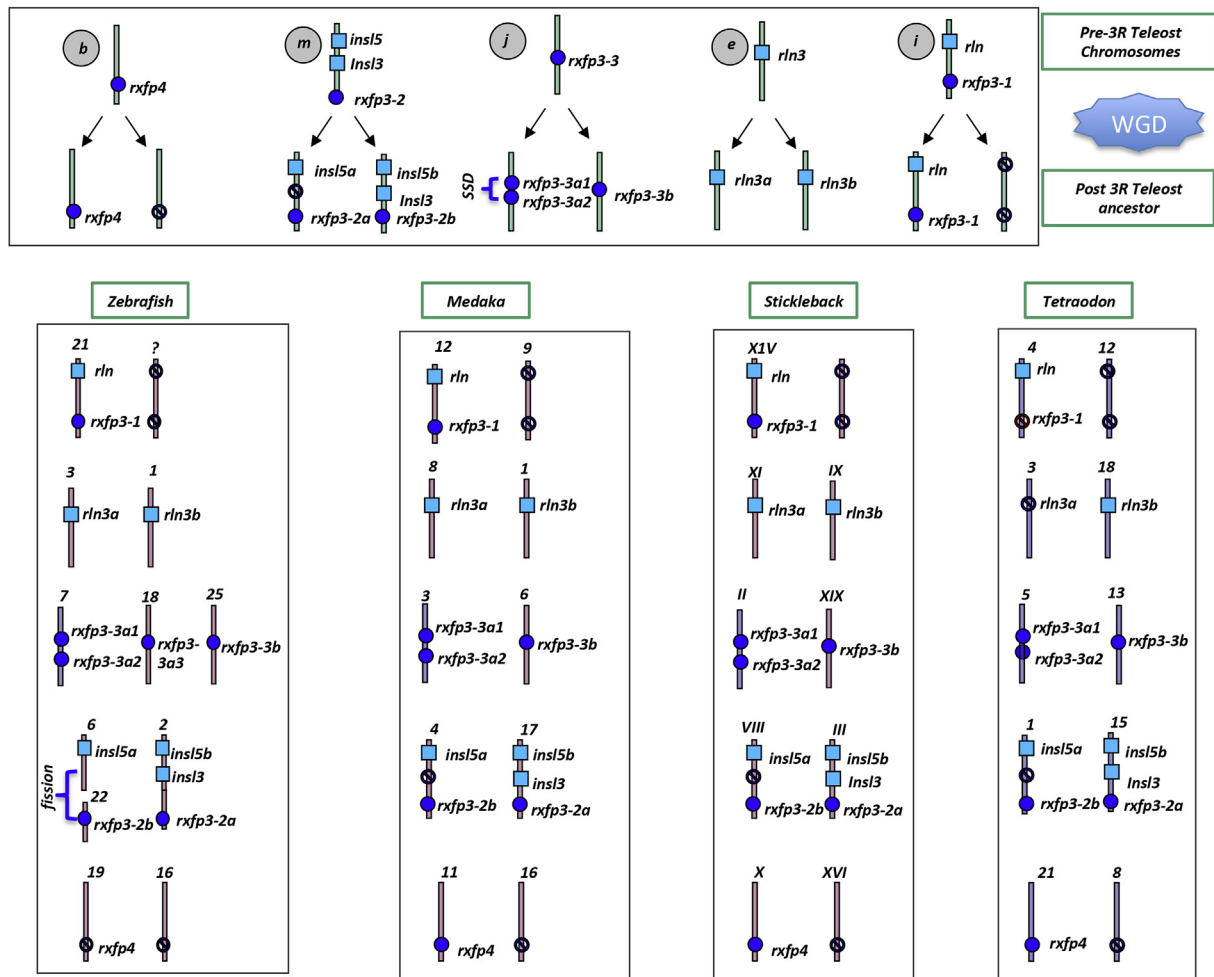 b
rxfp4
rxfp4
m
insl5
Insl3
rxfp3-2
insl5a
rxfp3-2a
insl5b
Insl3
rxfp3-2b
j
rxfp3-3
SSD
rxfp3-3a1
rxfp3-3a2
rxfp3-3b
e
rln3
rln3a
rln3b
i
rln
rxfp3-1
rln
rxfp3-1
Pre-3R Teleost
Chromosomes
WGD
Post 3R Teleost
ancestor
Zebrafish
21
rln
rxfp3-1
?
3
rln3a
1
rln3b
7
rxfp3-3a1
rxfp3-3a2
18
rxfp3-
3a3
25
rxfp3-3b
6
insl5a
fission
22
rxfp3-2b
2
insl5b
insl3
rxfp3-2a
19
rxfp4
16
Medaka
12
rln
rxfp3-1
9
8
rln3a
1
rln3b
3
rxfp3-3a1
rxfp3-3a2
6
rxfp3-3b
4
insl5a
rxfp3-2b
17
insl5b
insl3
rxfp3-2a
11
rxfp4
16
Stickleback
X1V
rln
rxfp3-1
XI
rln3a
IX
rln3b
II
rxfp3-3a1
rxfp3-3a2
XIX
rxfp3-3b
VIII
insl5a
rxfp3-2b
III
insl5b
Insl3
rxfp3-2a
X
rxfp4
XVI
Tetraodon
4
rln
rxfp3-1
12
3
rln3a
18
rln3b
5
rxfp3-3a1
rxfp3-3a2
13
rxfp3-3b
1
insl5a
rxfp3-2b
15
insl5b
Insl3
rxfp3-2a
21
rxfp4
8